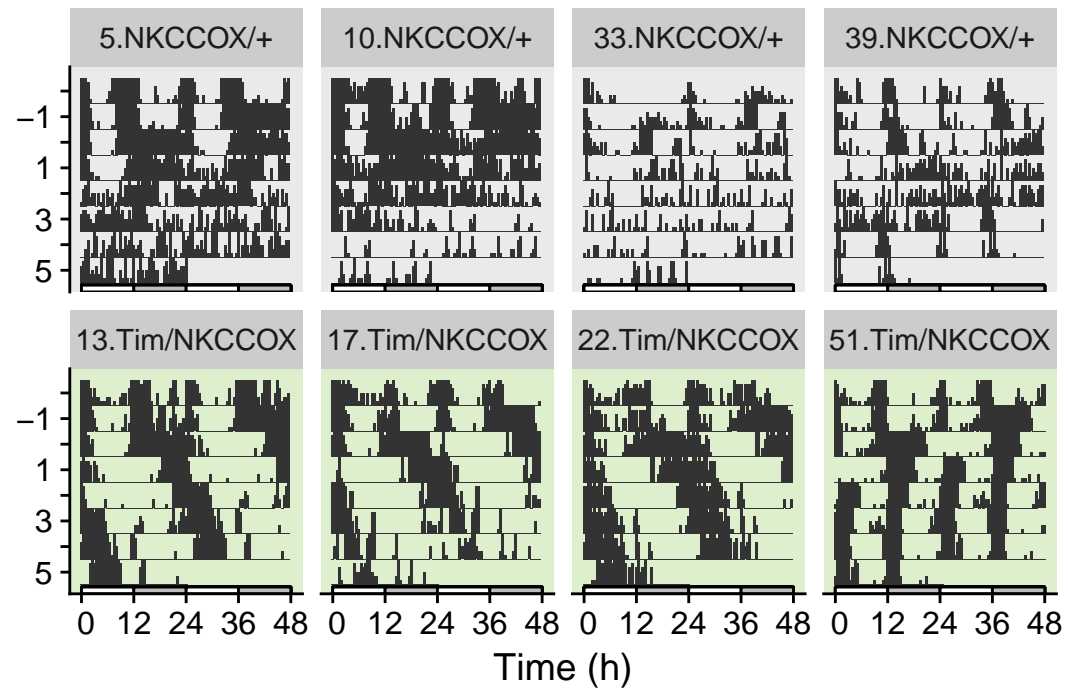 5.NKCCOX/+ 10.NKCCOX/+ 33.NKCCOX/+ 39.NKCCOX/+
−1
1
3
5
13.Tim/NKCCOX 17.Tim/NKCCOX 22.Tim/NKCCOX 51.Tim/NKCCOX
−1
1
3
5
0 12 24 36 48 0 12 24 36 48 0 12 24 36 48 0 12 24 36 48
Time (h)